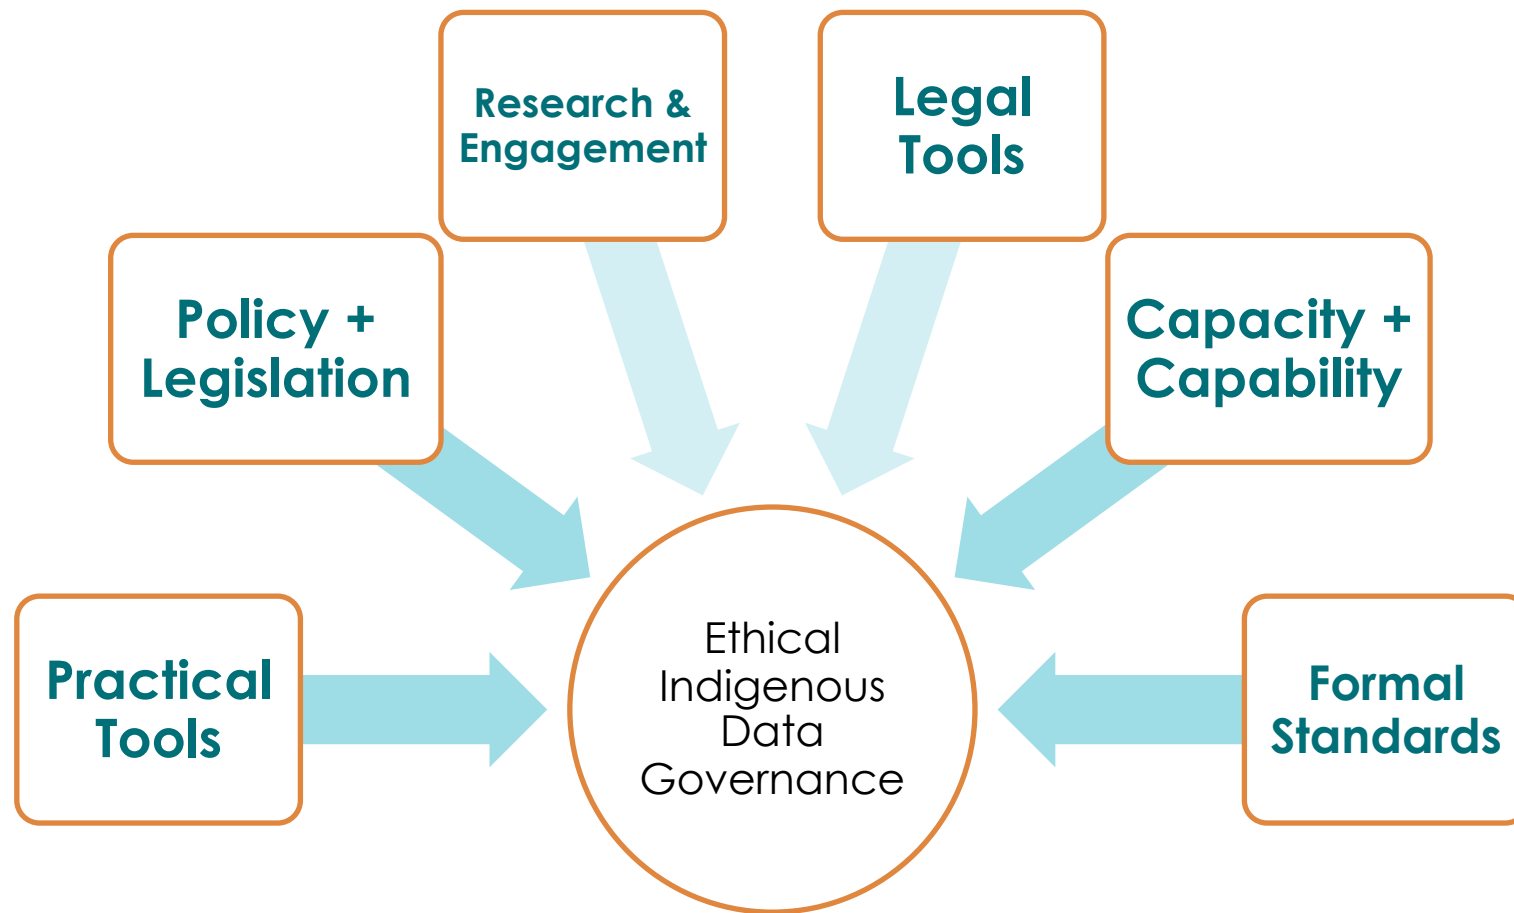 Research &
Engagement
Legal
Tools
Policy +
Legislation
Capacity +
Capability
Practical
Tools
Ethical
Indigenous
Data
Governance
Formal
Standards